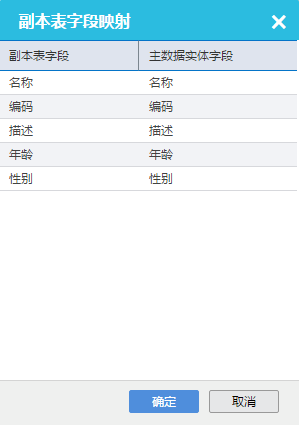 副本表字段映射
副本表字段 主数据实体字段
名称 名称
编码 编码
描述 描述
年龄 年龄
性别 性别
确定 取消